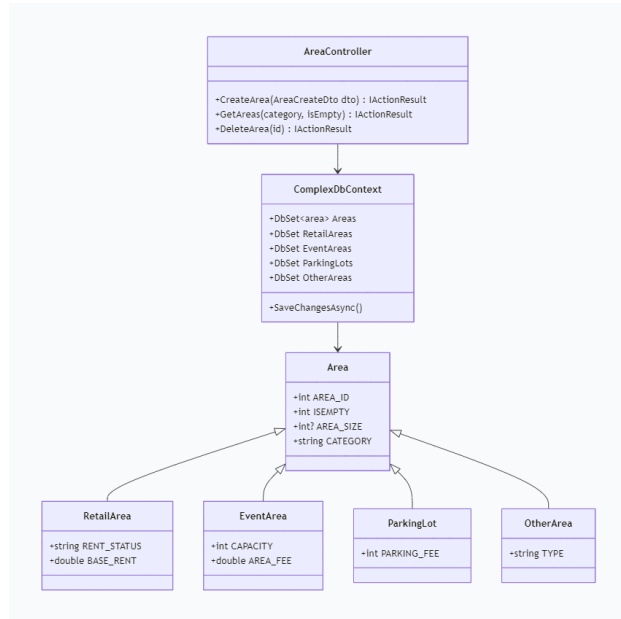 AreaController
+CreateArea(AreaCreateDto dto) : IActionResult
+GetAreas(category, isEmpty) : IActionResult
+DeleteArea(id) : IActionResult
ComplexDbContext
+DbSet<area> Areas
+DbSet RetailAreas
+DbSet EventAreas
+DbSet ParkingLots
+DbSet OtherAreas
+SaveChangesAsync()
Area
+int AREA_ID
+int ISEMPTY
+int? AREA_SIZE
+string CATEGORY
RetailArea
+string RENT_STATUS
+double BASE_RENT
EventArea
+int CAPACITY
+double AREA_FEE
ParkingLot
+int PARKING_FEE
OtherArea
+string TYPE